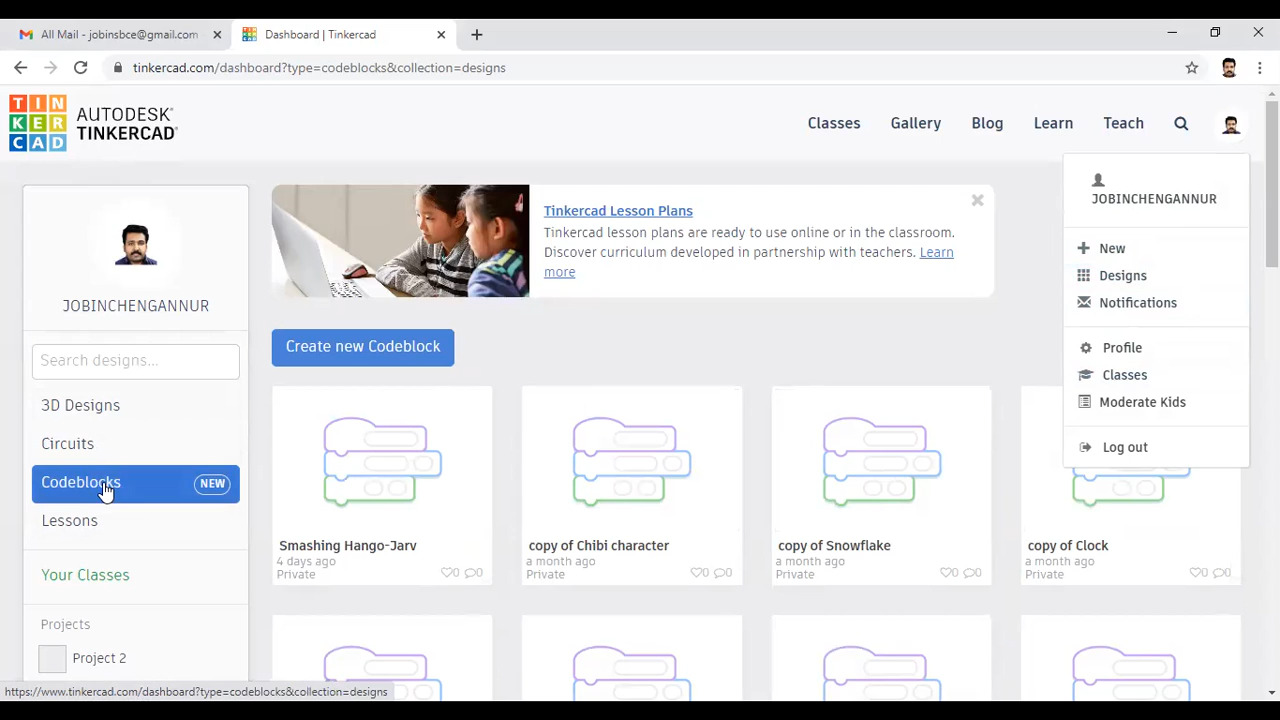 All Mail - jobinsbce@gmail.com
Dashboard | Tinkercad
tinkercad.com/dashboard?type=codeblocks&collection=designs
TIN
KER
CAD
AUTODESK®
TINKERCAD®
Classes
Gallery
Blog
Learn
Teach
JOBINCHENGANNUR
New
Designs
Notifications
Profile
Classes
Moderate Kids
Log out
JOBINCHENGANNUR
Search designs...
3D Designs
Circuits
Codeblocks NEW
Lessons
Your Classes
Projects
Project 2
Tinkercad Lesson Plans
Tinkercad lesson plans are ready to use online or in the classroom.
Discover curriculum developed in partnership with teachers. Learn
more
Create new Codeblock
Smashing Hango-Jarv
4 days ago
Private
0 0
copy of Chibi character
a month ago
Private
0 0
copy of Snowflake
a month ago
Private
0 0
copy of Clock
a month ago
Private
0 0
https://www.tinkercad.com/dashboard?type=codeblocks&collection=designs